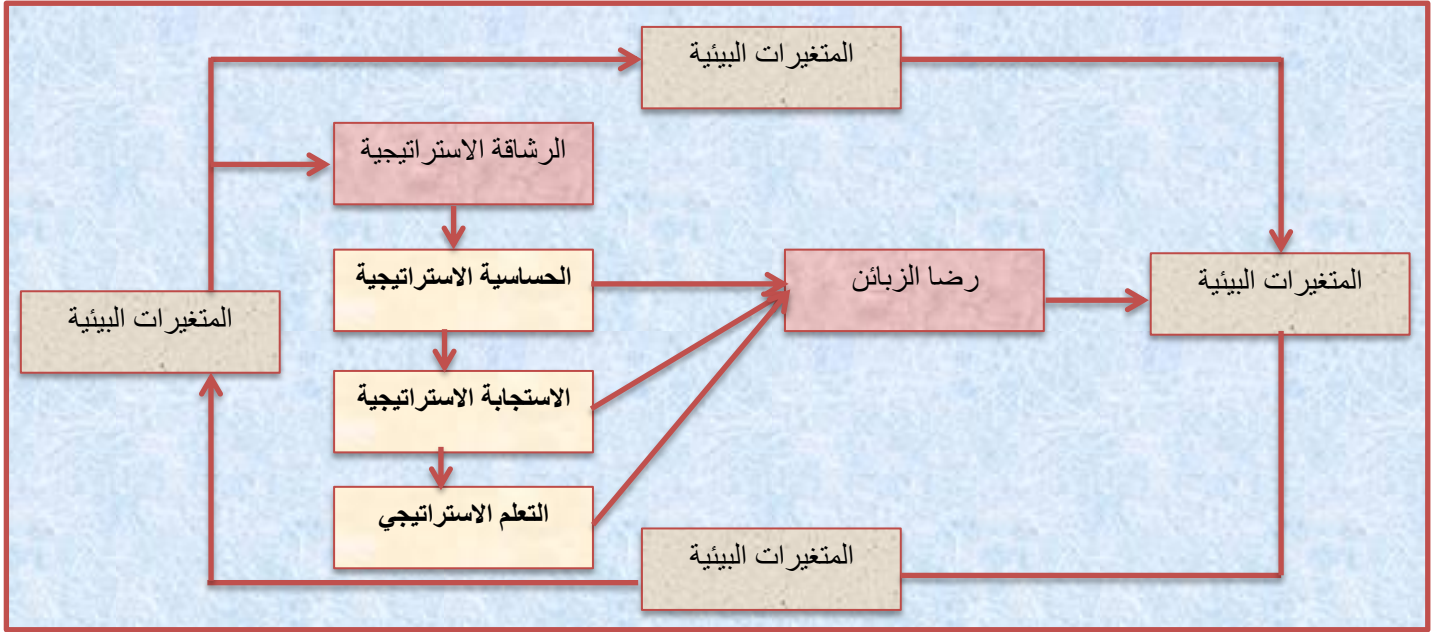 المتغيرات البيئية
الرشاقة الاستراتيجية
الحساسية الاستراتيجية
رضا الزبائن
المتغيرات البيئية
المتغيرات البيئية
الاستجابة الاستراتيجية
التعلم الاستراتيجي
المتغيرات البيئية